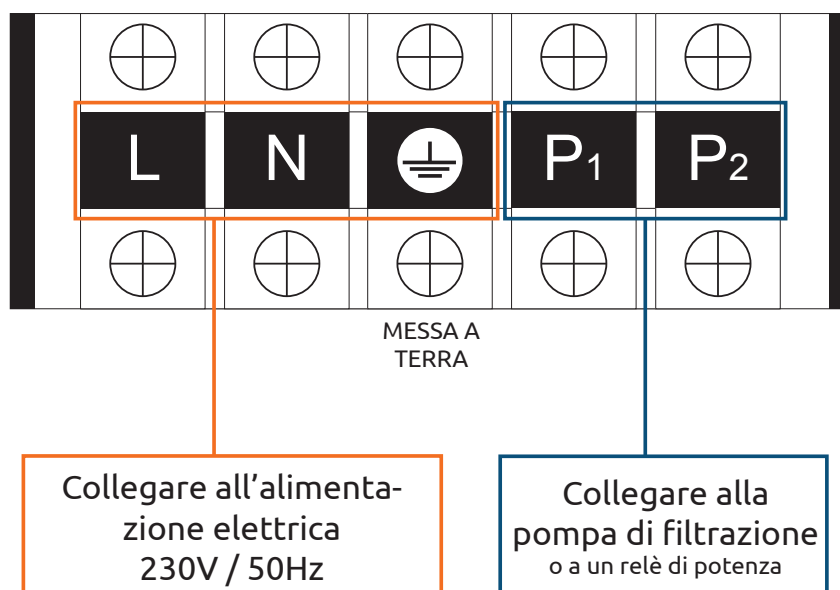 L N P1 P2
MESSA A
TERRA
Collegare all’alimenta-
zione elettrica
230V / 50Hz
Collegare alla
pompa di filtrazione
o a un relè di potenza